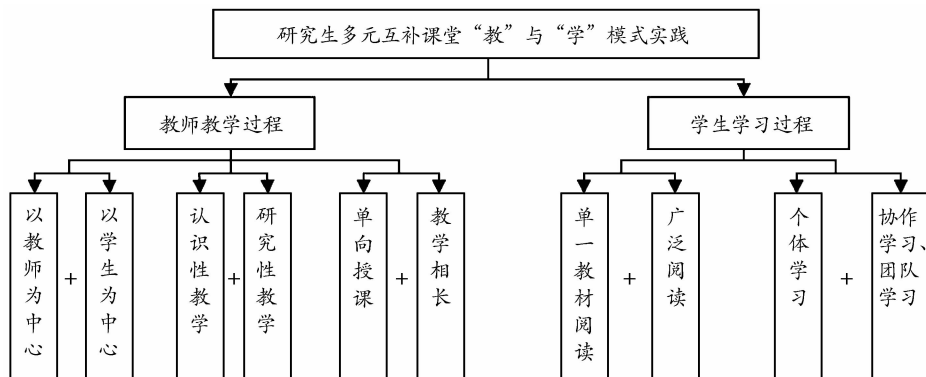 研究生多元互补课堂“教”与“学”模式实践
教师教学过程
学生学习过程
以教师为中心
+
以学生为中心
认识性教学
+
研究性教学
单向授课
+
教学相长
单一教材阅读
+
广泛阅读
个体学习
+
协作
学习、
团队
学习